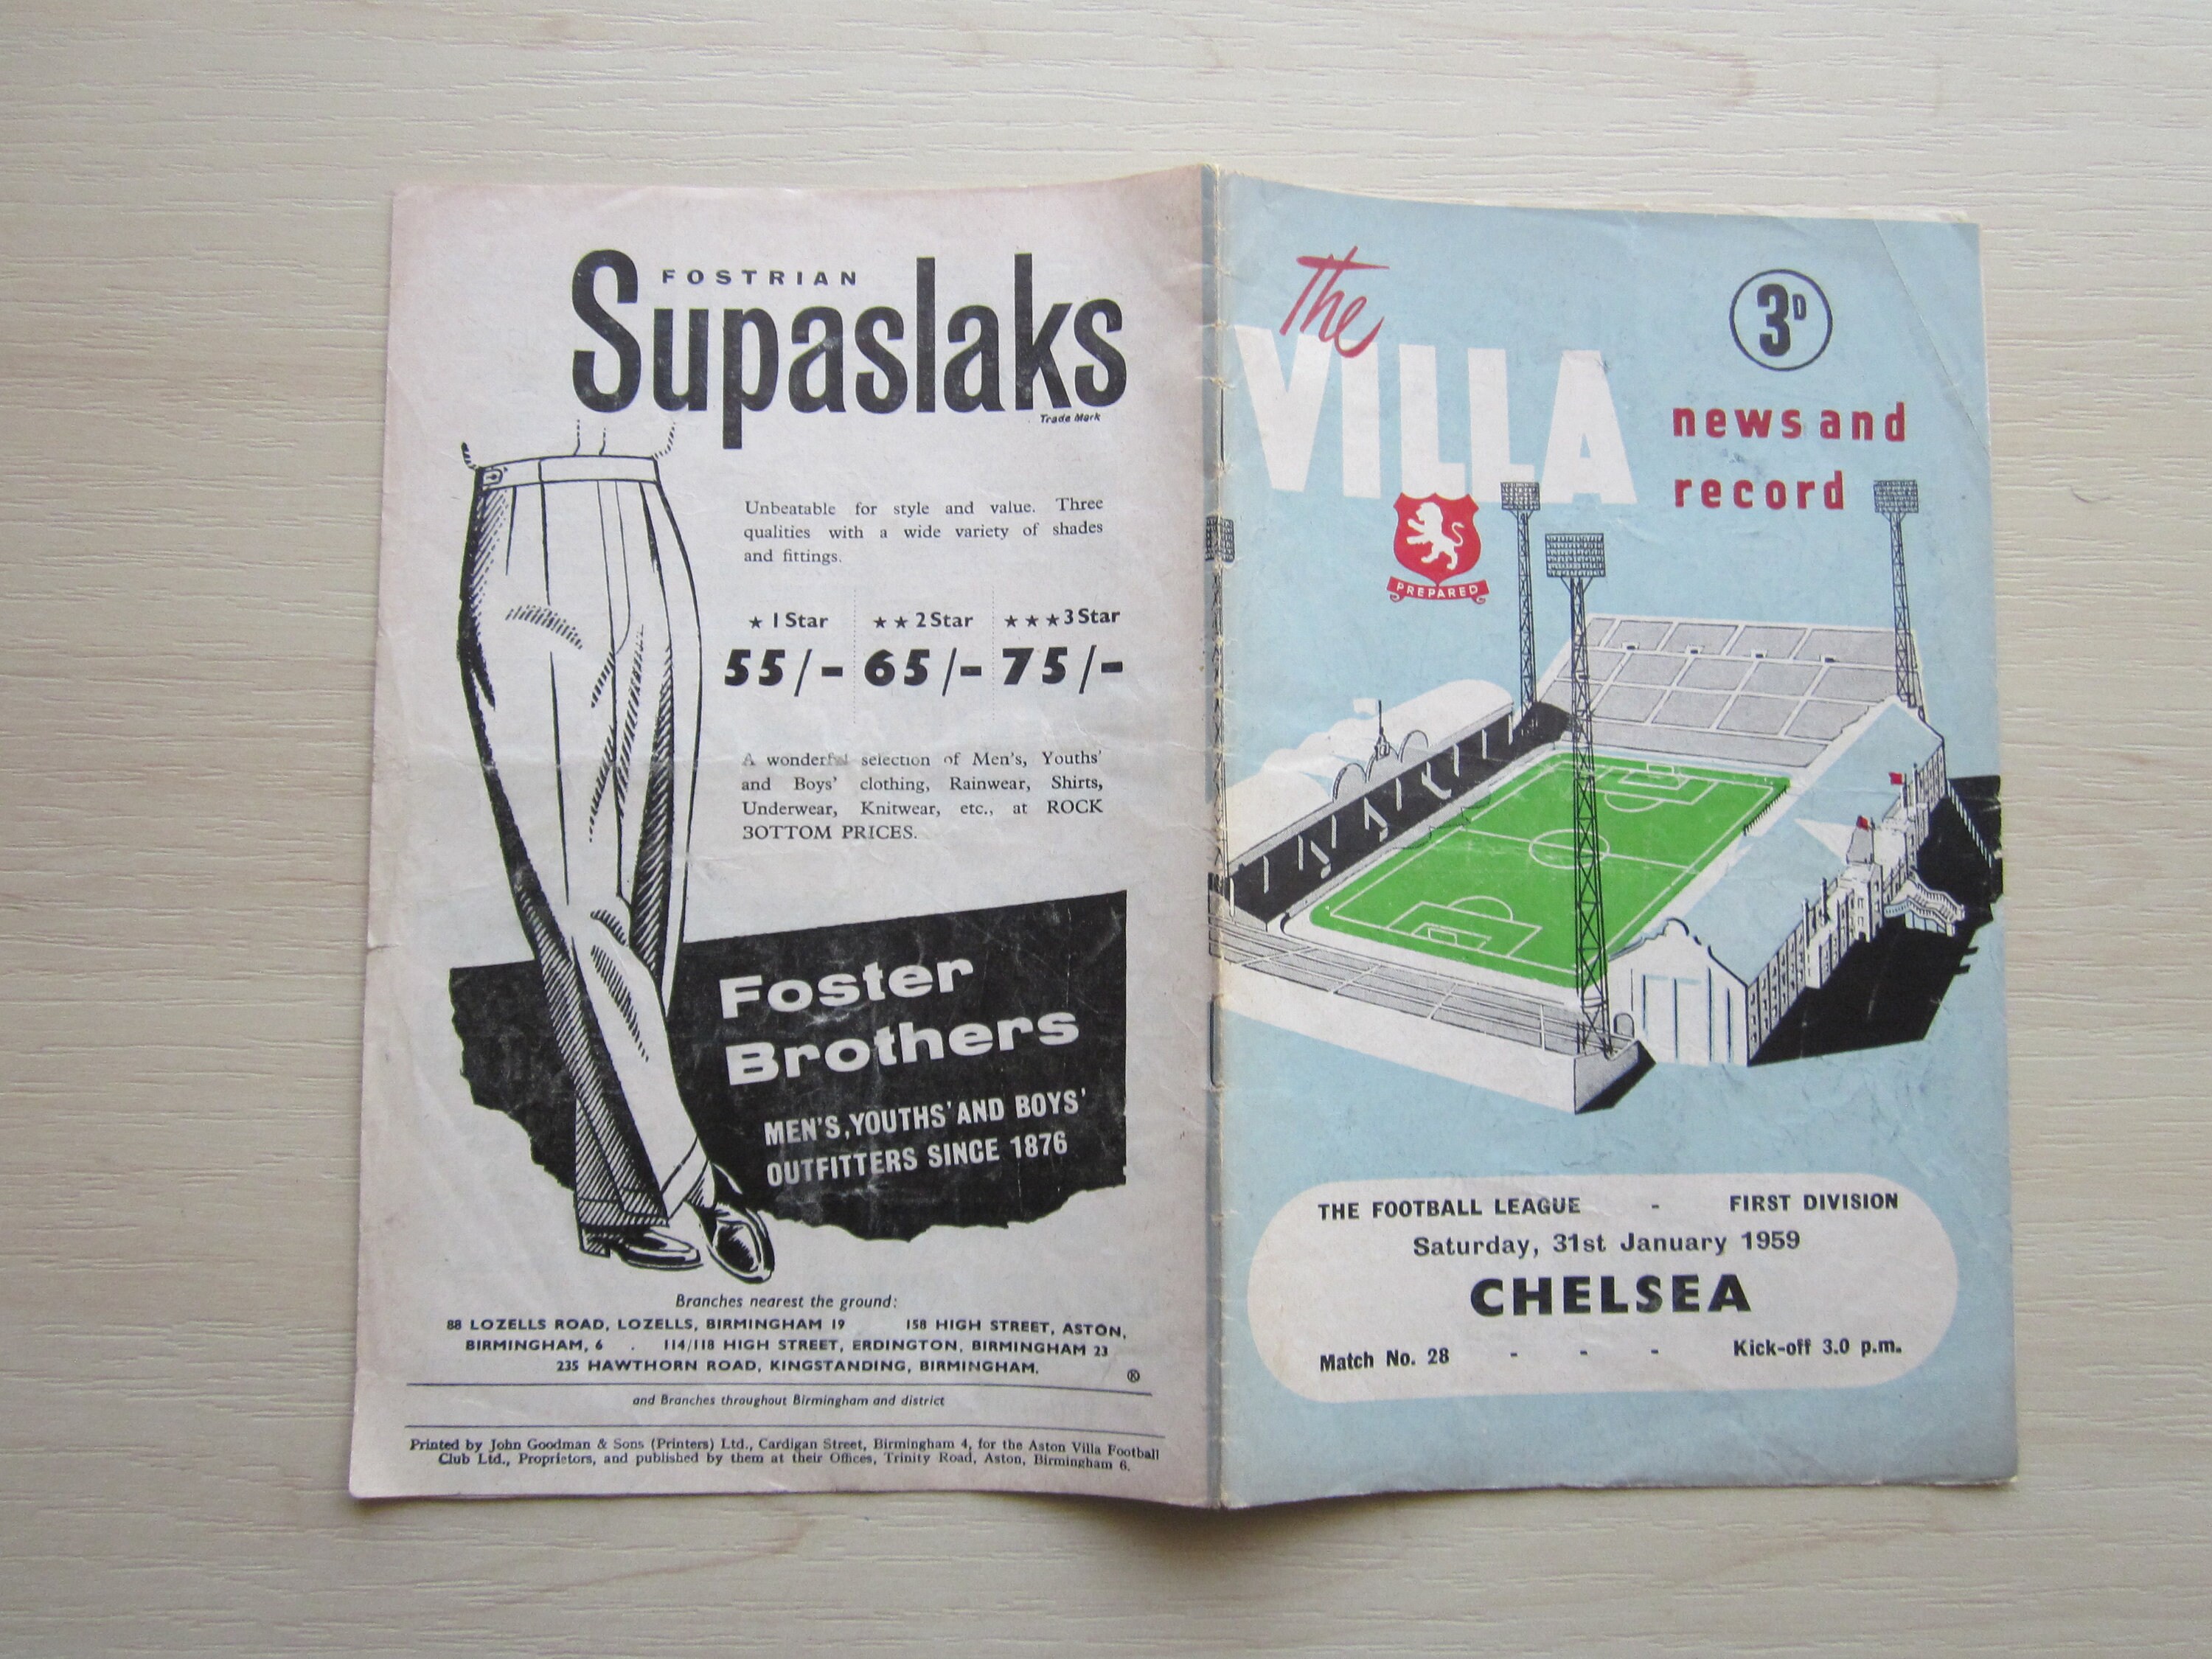 FOSTRIAN
Supaslaks
Trade Mark
Unbeatable for style and value. Three
qualities with a wide variety of shades
and fittings.
★ 1 Star ★★ 2 Star ★★★ 3 Star
55/- 65/- 75/-
A wonderful selection of Men's, Youths'
and Boys' clothing, Rainwear, Shirts,
Underwear, Knitwear, etc., at ROCK
BOTTOM PRICES.
Foster
Brothers
MEN'S, YOUTHS' AND BOYS'
OUTFITTERS SINCE 1876
Branches nearest the ground:
88 LOZELLS ROAD, LOZELLS, BIRMINGHAM 19 158 HIGH STREET, ASTON,
BIRMINGHAM, 6 . 114/118 HIGH STREET, ERDINGTON, BIRMINGHAM 23
235 HAWTHORN ROAD, KINGSTANDING, BIRMINGHAM.
®
and Branches throughout Birmingham and district
Printed by John Goodman & Sons (Printers) Ltd., Cardigan Street, Birmingham 4, for the Aston Villa Football
Club Ltd., Proprietors, and published by them at their Offices, Trinity Road, Aston, Birmingham 6.
The
VILLA
3D
news and
record
PREPARED
THE FOOTBALL LEAGUE - FIRST DIVISION
Saturday, 31st January 1959
CHELSEA
Match No. 28 - - - Kick-off 3.0 p.m.